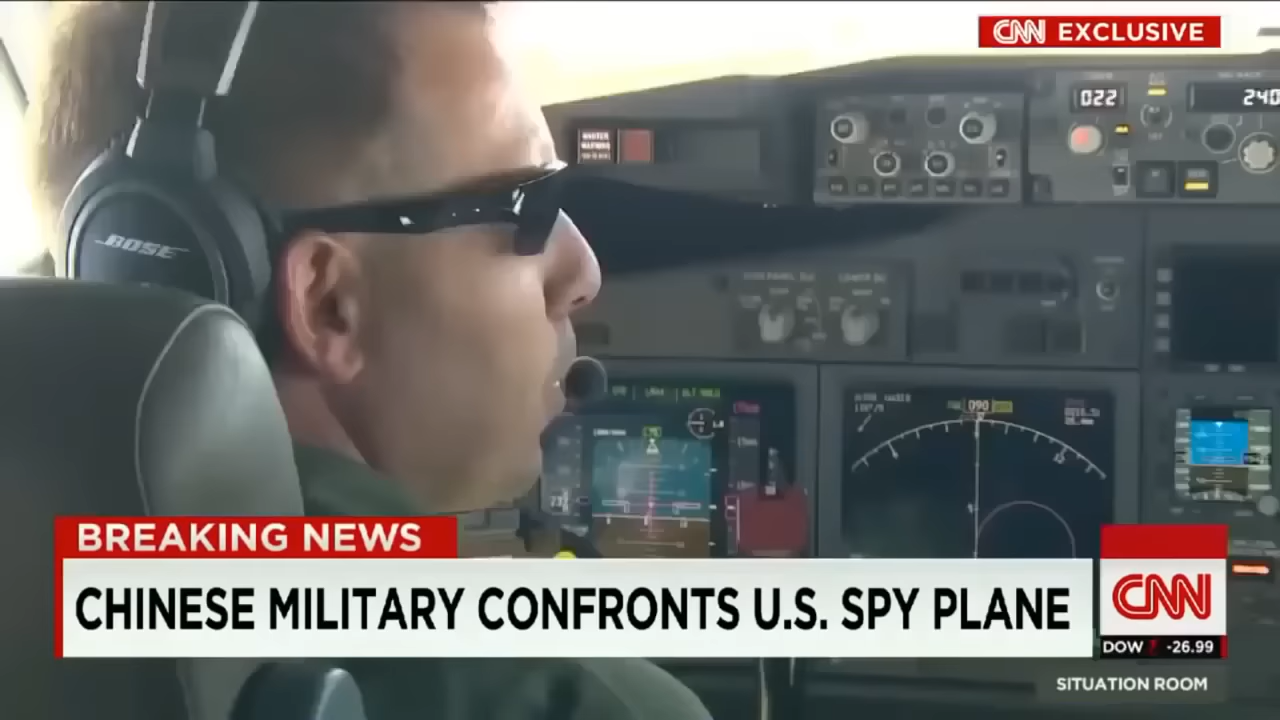 CNN EXCLUSIVE
022
240
MASTER
BOSE
090
BREAKING NEWS
CHINESE MILITARY CONFRONTS U.S. SPY PLANE
CNN
DOW -26.99
SITUATION ROOM